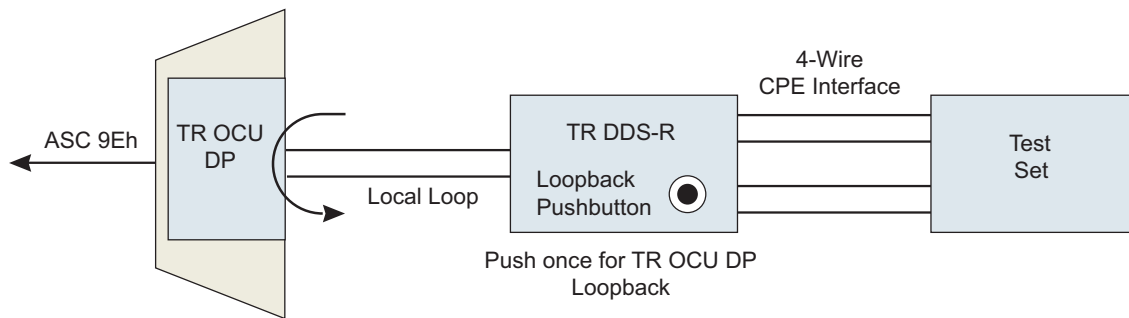 ASC 9Eh
TR OCU
DP
Local Loop
TR DDS-R
Loopback
Pushbutton
Push once for TR OCU DP
Loopback
4-Wire
CPE Interface
Test
Set